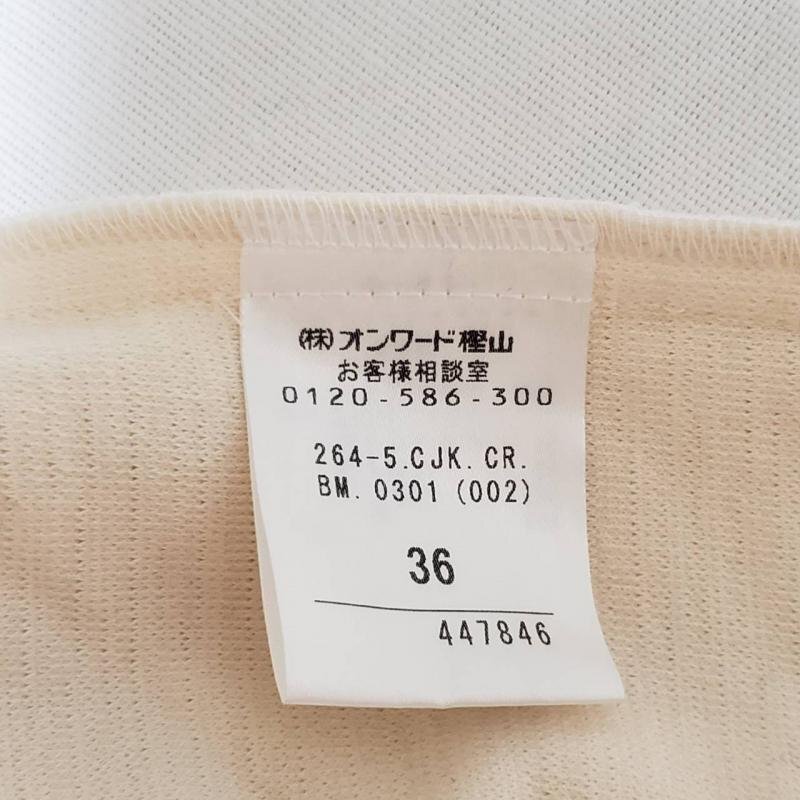 (株)オンワード樫山
お客様相談室
0120-586-300
264-5.CJK.CR.
BM.0301(002)
36
447846